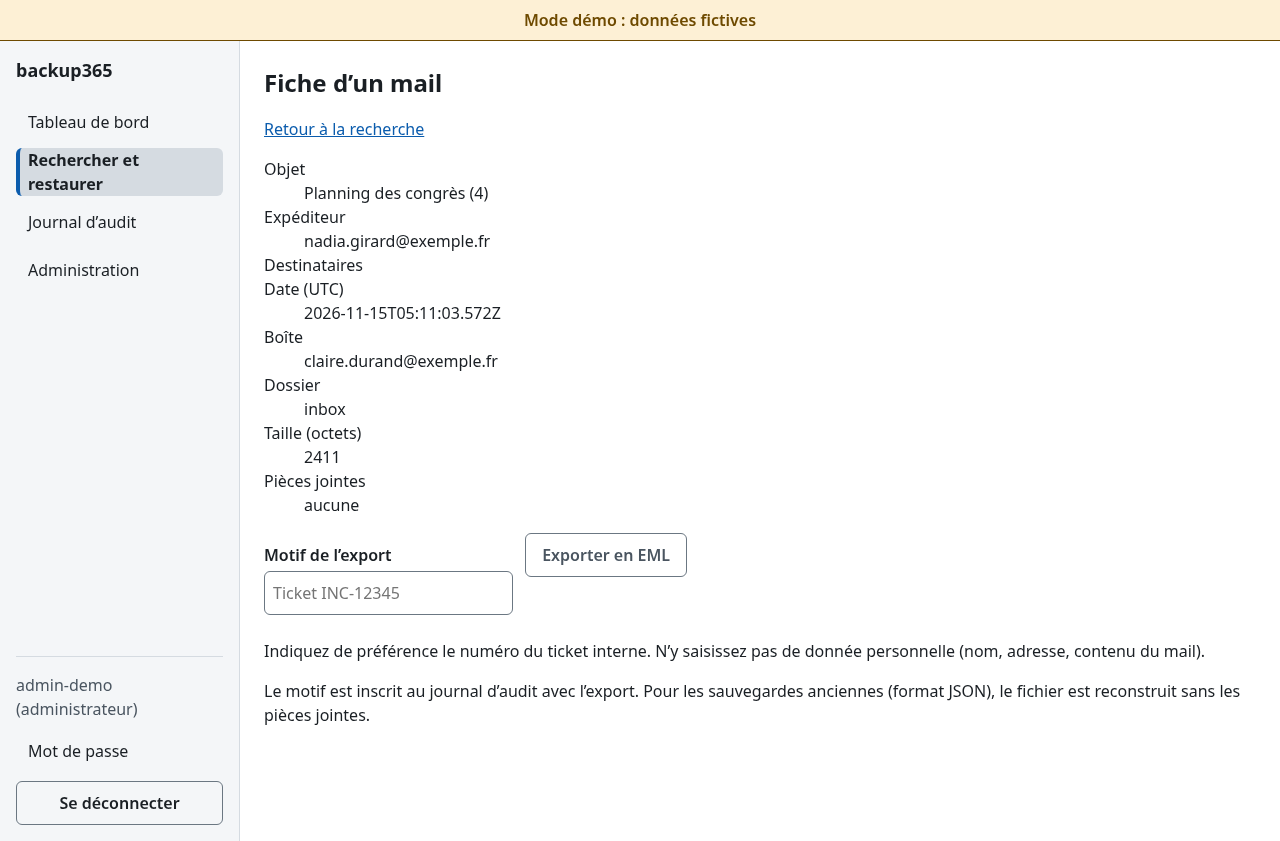 Mode démo : données fictives
backup365
Tableau de bord
Rechercher et
restaurer
Journal d’audit
Administration
admin-demo
(administrateur)
Mot de passe
Se déconnecter
Fiche d’un mail
Retour à la recherche
Objet
Planning des congrès (4)
Expéditeur
nadia.girard@exemple.fr
Destinataires
Date (UTC)
2026-11-15T05:11:03.572Z
Boîte
claire.durand@exemple.fr
Dossier
inbox
Taille (octets)
2411
Pièces jointes
aucune
Motif de l’export
Exporter en EML
Ticket INC-12345
Indiquez de préférence le numéro du ticket interne. N’y saisissez pas de donnée personnelle (nom, adresse, contenu du mail).
Le motif est inscrit au journal d’audit avec l’export. Pour les sauvegardes anciennes (format JSON), le fichier est reconstruit sans les
pièces jointes.